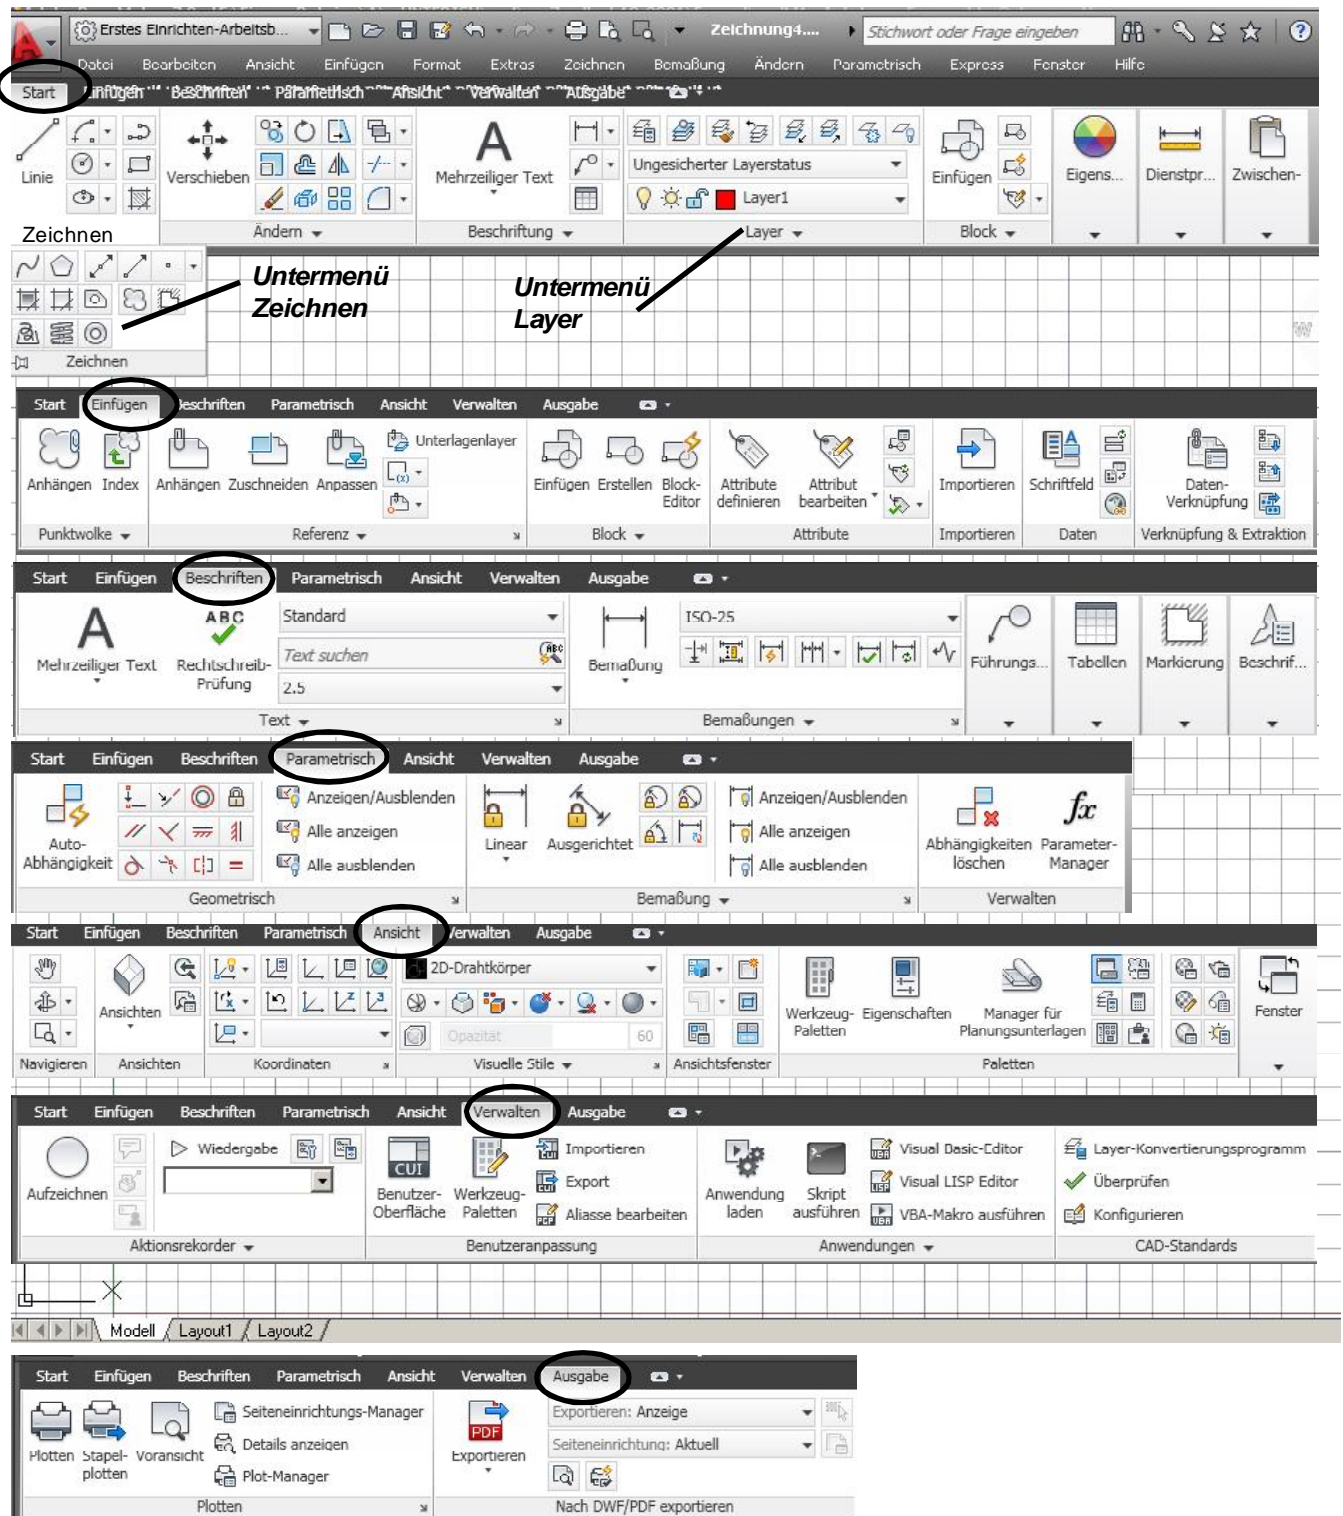 Erstes Einrichten-Arbeitsb... Zeichnung4.... Stichwort oder Frage eingeben
Datei Bearbeiten Ansicht Einfügen Format Extras Zeichnen Bemaßung Ändern Parametrisch Express Fenster Hilfe
Start Einfügen Beschriften Parametrisch Ansicht Verwalten Ausgabe
Linie Verschieben Mehrzeiliger Text Ungesicherter Layerstatus Einfügen Eigens... Dienstpr... Zwischen-
Layer1
Zeichnen Ändern Beschriftung Layer Block
Untermenü
Zeichnen
Untermenü
Layer
Zeichnen
Start Einfügen Beschriften Parametrisch Ansicht Verwalten Ausgabe
Unterlagenlayer
Anhängen Index Anhängen Zuschneiden Anpassen Einfügen Erstellen Block-Editor Attribute definieren Attribut bearbeiten Importieren Schriftfeld Daten-Verknüpfung
Punktwolke Referenz Block Attribute Importieren Daten Verknüpfung & Extraktion
Start Einfügen Beschriften Parametrisch Ansicht Verwalten Ausgabe
A ABC Standard ISO-25
Mehrzeiliger Text Rechtschreib-Prüfung Text suchen Bemaßung Führungs... Tabellen Markierung Beschrif...
2.5
Text Bemaßungen
Start Einfügen Beschriften Parametrisch Ansicht Verwalten Ausgabe
Anzeigen/Ausblenden Anzeigen/Ausblenden fx
Auto-Abhängigkeit Alle anzeigen Linear Ausgerichtet Alle anzeigen Abhängigkeiten löschen Parameter-Manager
Alle ausblenden Alle ausblenden
Geometrisch Bemaßung Verwalten
Start Einfügen Beschriften Parametrisch Ansicht Verwalten Ausgabe
2D-Drahtkörper
Ansichten Werkzeug-Paletten Eigenschaften Manager für Planungsunterlagen Fenster
Opazität 60
Navigieren Ansichten Koordinaten Visuelle Stile Ansichtsfenster Paletten
Start Einfügen Beschriften Parametrisch Ansicht Verwalten Ausgabe
Wiedergabe CUI Importieren Visual Basic-Editor Layer-Konvertierungsprogramm
Aufzeichnen Benutzer-Oberfläche Werkzeug-Paletten Export Anwendung laden Skript ausführen Visual LISP Editor Überprüfen
Aliasse bearbeiten VBA-Makro ausführen Konfigurieren
Aktionsrekorder Benutzeranpassung Anwendungen CAD-Standards
Modell Layout1 Layout2
Start Einfügen Beschriften Parametrisch Ansicht Verwalten Ausgabe
Seiteneinrichtungs-Manager PDF Exportieren: Anzeige
Plotten Stapel-plotten Voransicht Details anzeigen Exportieren Seiteneinrichtung: Aktuell
Plot-Manager
Plotten Nach DWF/PDF exportieren